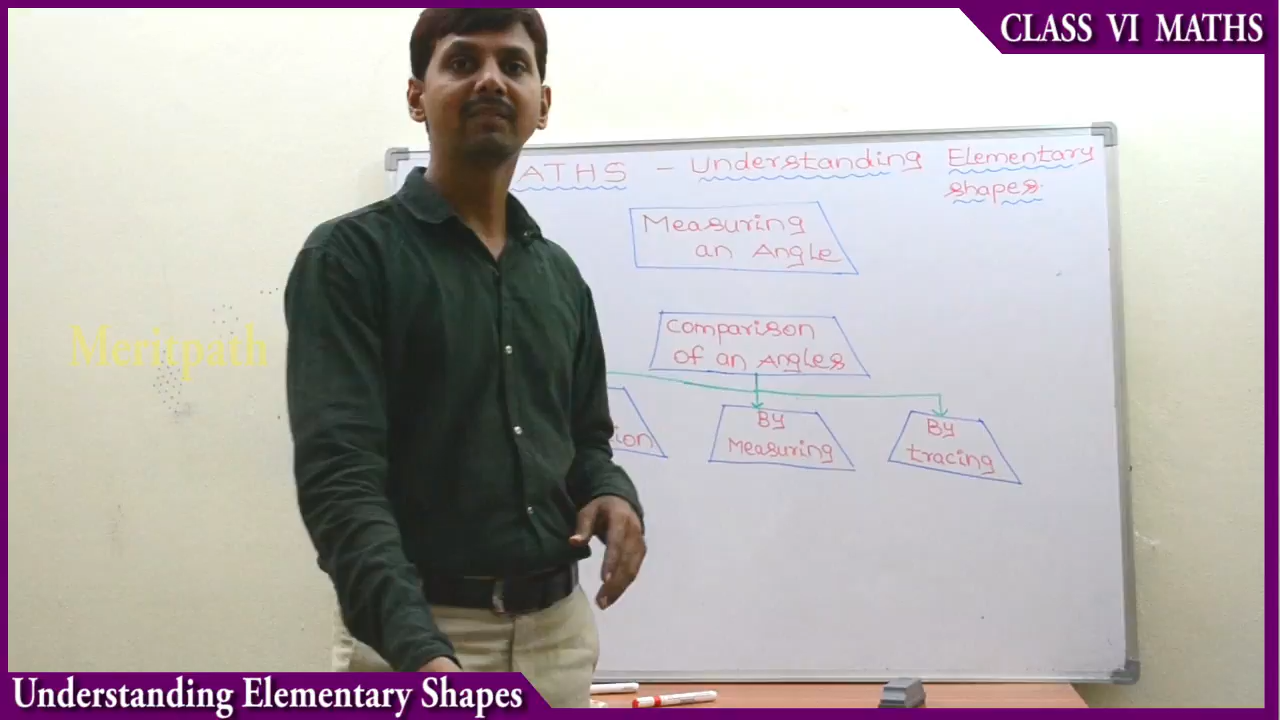 CLASS VI MATHS
ATHS - Understanding Elementary
shapes.
Measuring
an Angle
Comparison
of an Angles
ion
By
Measuring
By
tracing
Meritpath
Understanding Elementary Shapes